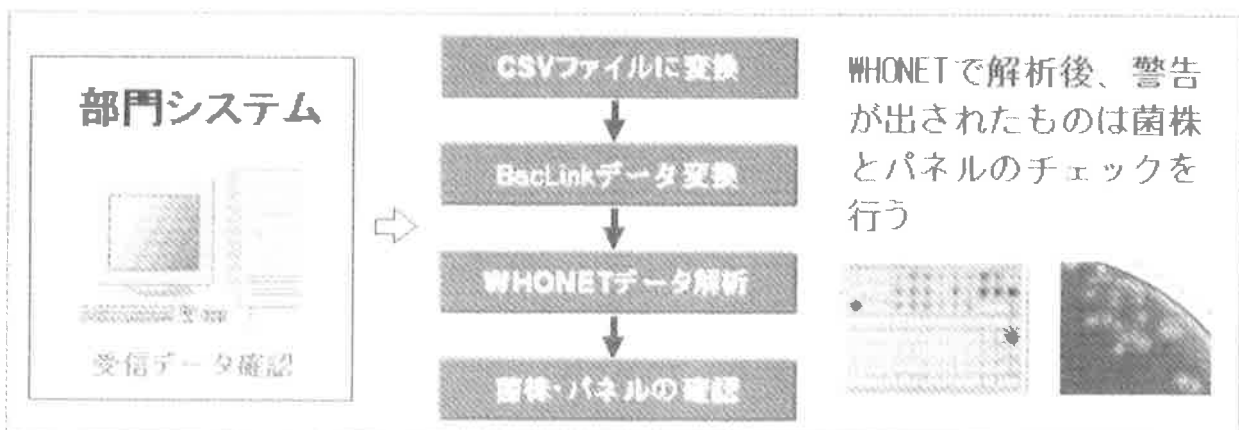 部門システム
受信データ確認
CSVファイルに変換
BacLinkデータ変換
WHONETデータ解析
菌株・パネルの確認
WHONETで解析後、警告
が出されたものは菌株
とパネルのチェックを
行う